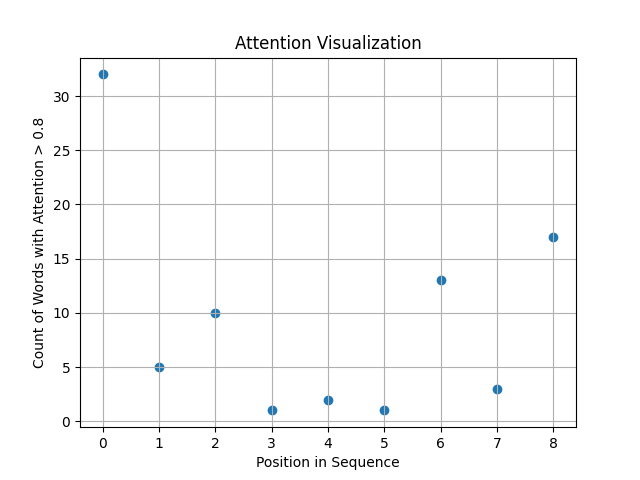 Attention Visualization
Count of Words with Attention > 0.8
30
25
20
15
10
5
0
0 1 2 3 4 5 6 7 8
Position in Sequence